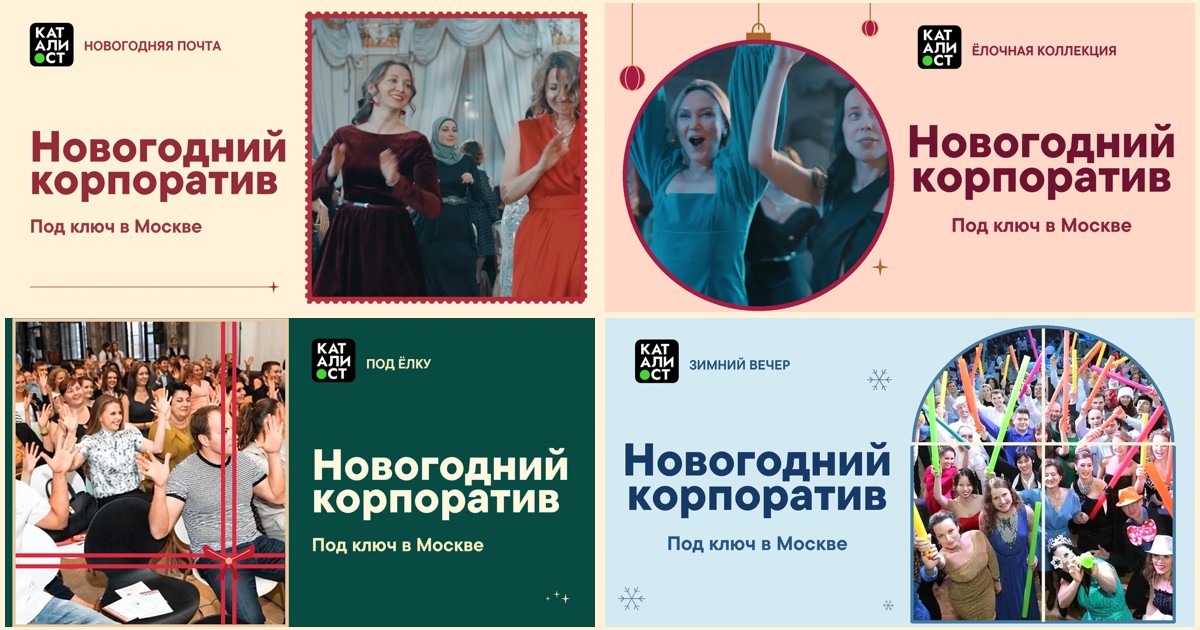 КАТ
АЛИ
СТ
НОВОГОДНЯЯ ПОЧТА
Новогодний
корпоратив
Под ключ в Москве
КАТ
АЛИ
СТ
ЁЛОЧНАЯ КОЛЛЕКЦИЯ
Новогодний
корпоратив
Под ключ в Москве
КАТ
АЛИ
СТ
ПОД ЁЛКУ
Новогодний
корпоратив
Под ключ в Москве
КАТ
АЛИ
СТ
ЗИМНИЙ ВЕЧЕР
Новогодний
корпоратив
Под ключ в Москве